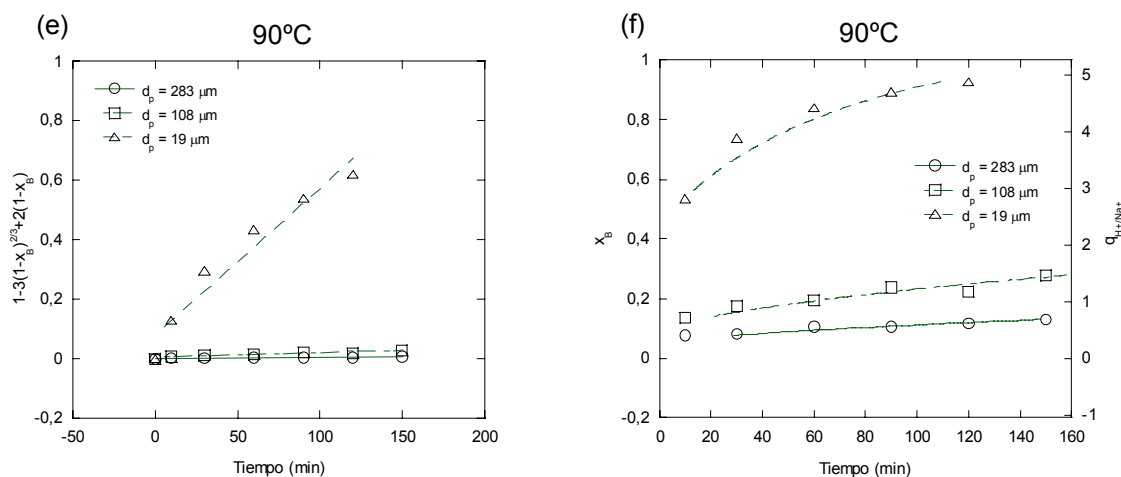 (e)
90ºC
1
0,8
0,6
0,4
0,2
0
-0,2
1-3(1-x_B)^2/3+2(1-x_B)
d_p = 283 µm
d_p = 108 µm
d_p = 19 µm
-50 0 50 100 150 200
Tiempo (min)
(f)
90ºC
1
0,8
0,6
0,4
0,2
0
x_B
d_p = 283 µm
d_p = 108 µm
d_p = 19 µm
5
4
3
2
1
0
-1
q_H+/Na+
0 20 40 60 80 100 120 140 160
Tiempo (min)